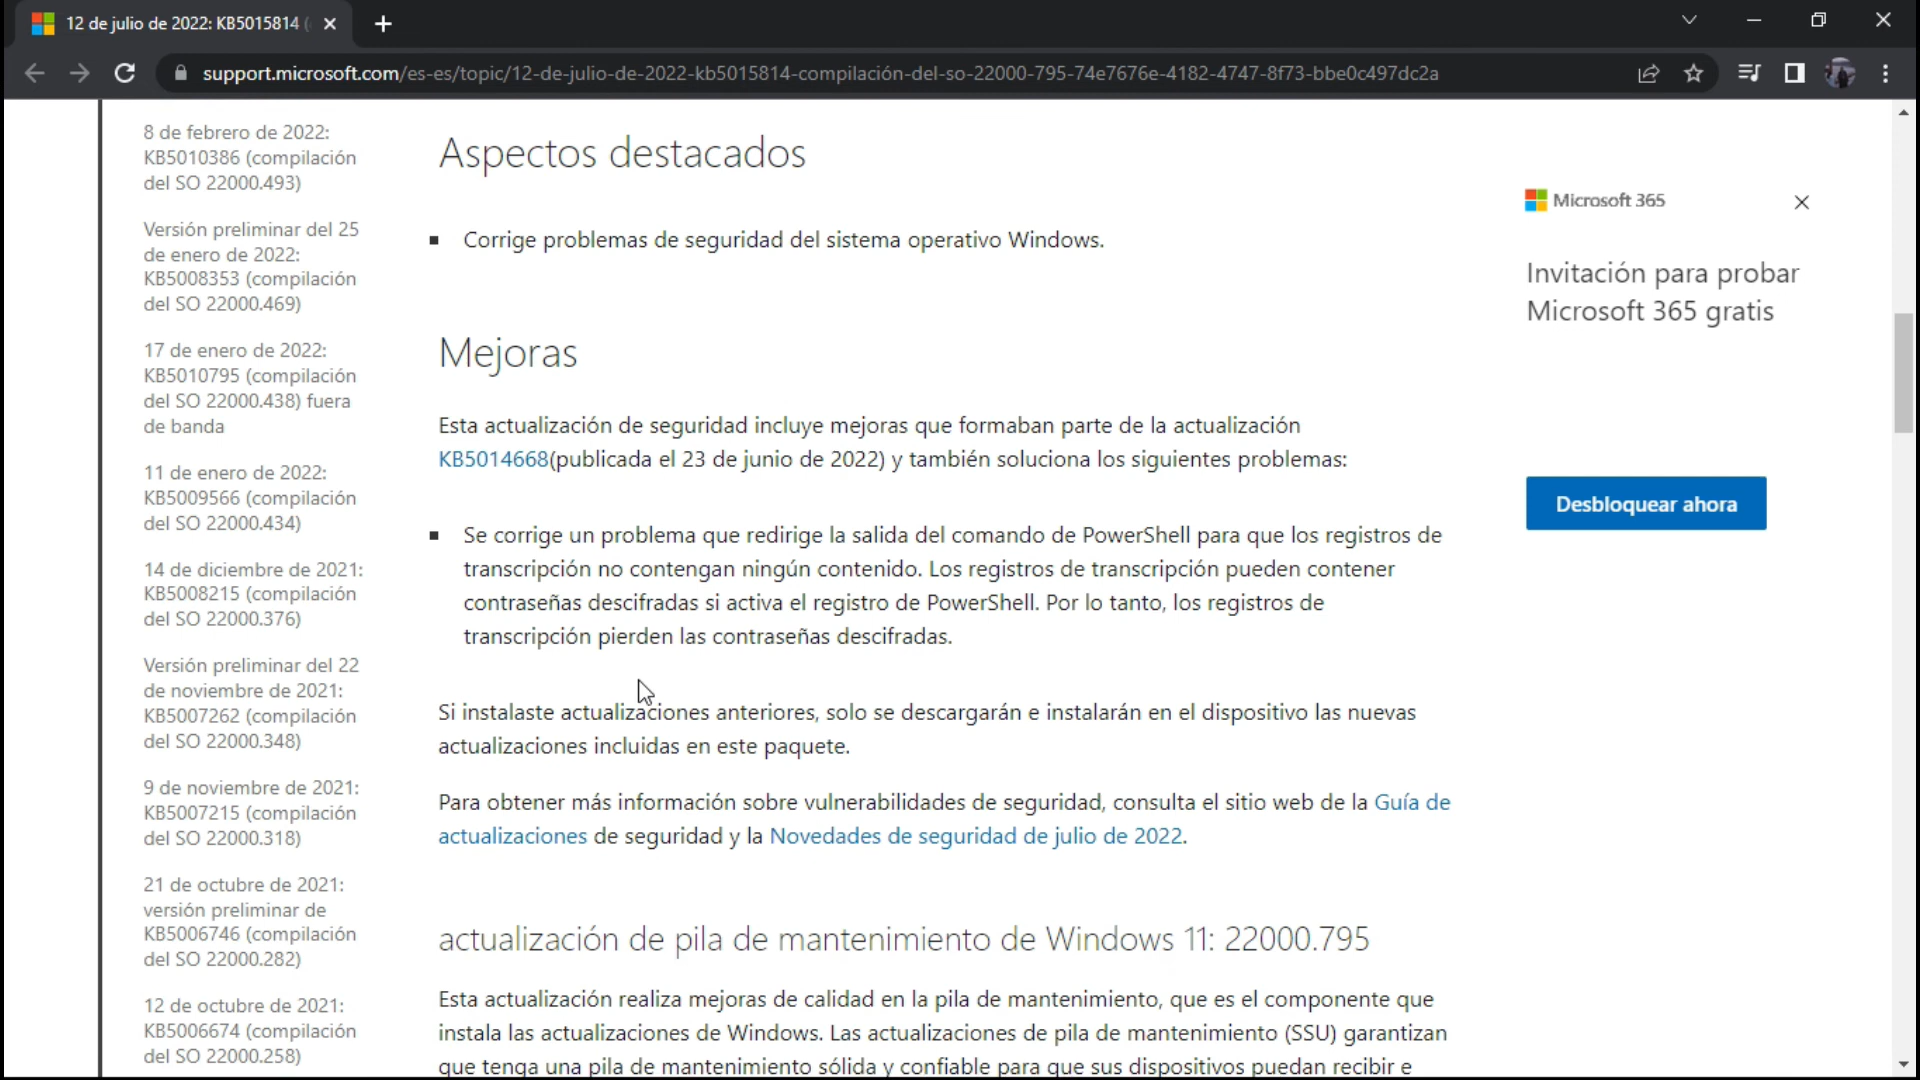 12 de julio de 2022: KB5015814 (
support.microsoft.com/es-es/topic/12-de-julio-de-2022-kb5015814-compilación-del-so-22000-795-74e7676e-4182-4747-8f73-bbe0c497dc2a
8 de febrero de 2022:
KB5010386 (compilación
del SO 22000.493)
Versión preliminar del 25
de enero de 2022:
KB5008353 (compilación
del SO 22000.469)
17 de enero de 2022:
KB5010795 (compilación
del SO 22000.438) fuera
de banda
11 de enero de 2022:
KB5009566 (compilación
del SO 22000.434)
14 de diciembre de 2021:
KB5008215 (compilación
del SO 22000.376)
Versión preliminar del 22
de noviembre de 2021:
KB5007262 (compilación
del SO 22000.348)
9 de noviembre de 2021:
KB5007215 (compilación
del SO 22000.318)
21 de octubre de 2021:
versión preliminar de
KB5006746 (compilación
del SO 22000.282)
12 de octubre de 2021:
KB5006674 (compilación
del SO 22000.258)
Aspectos destacados
Corrige problemas de seguridad del sistema operativo Windows.
Mejoras
Esta actualización de seguridad incluye mejoras que formaban parte de la actualización
KB5014668(publicada el 23 de junio de 2022) y también soluciona los siguientes problemas:
Se corrige un problema que redirige la salida del comando de PowerShell para que los registros de
transcripción no contengan ningún contenido. Los registros de transcripción pueden contener
contraseñas descifradas si activa el registro de PowerShell. Por lo tanto, los registros de
transcripción pierden las contraseñas descifradas.
Si instalaste actualizaciones anteriores, solo se descargarán e instalarán en el dispositivo las nuevas
actualizaciones incluidas en este paquete.
Para obtener más información sobre vulnerabilidades de seguridad, consulta el sitio web de la Guía de
actualizaciones de seguridad y la Novedades de seguridad de julio de 2022.
actualización de pila de mantenimiento de Windows 11: 22000.795
Esta actualización realiza mejoras de calidad en la pila de mantenimiento, que es el componente que
instala las actualizaciones de Windows. Las actualizaciones de pila de mantenimiento (SSU) garantizan
que tenga una pila de mantenimiento sólida y confiable para que sus dispositivos puedan recibir e
Microsoft 365
Invitación para probar
Microsoft 365 gratis
Desbloquear ahora